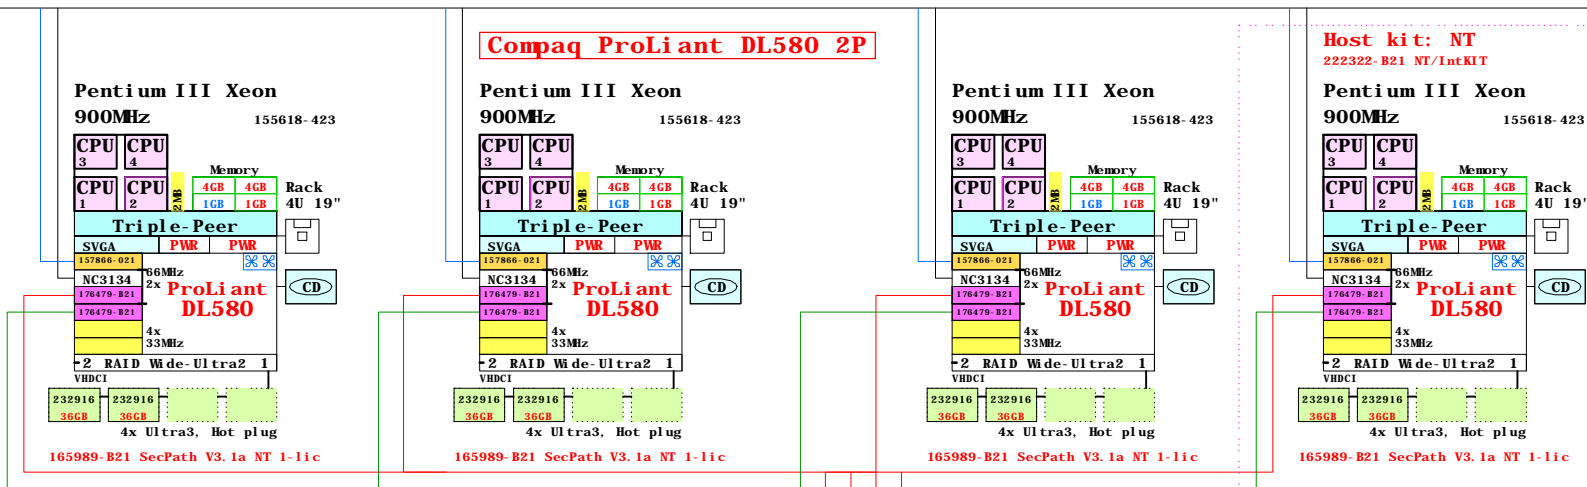 Compaq ProLiant DL580 2P
Host kit: NT
222322-B21 NT/IntKIT
Pentium III Xeon
900MHz
155618-423
CPU
3
CPU
4
CPU
1
CPU
2
2MB
Memory
4GB 4GB
1GB 1GB
Rack
4U 19"
Triple-Peer
SVGA
PWR PWR
157866-021
NC3134
66MHz
2x
176479-B21
176479-B21
ProLiant
DL580
CD
4x
33MHz
2 RAID Wide-Ultra2 1
VHDCI
232916
36GB
232916
36GB
4x Ultra3, Hot plug
165989-B21 SecPath V3.1a NT 1-lic
Pentium III Xeon
900MHz
155618-423
CPU
3
CPU
4
CPU
1
CPU
2
2MB
Memory
4GB 4GB
1GB 1GB
Rack
4U 19"
Triple-Peer
SVGA
PWR PWR
157866-021
NC3134
66MHz
2x
176479-B21
176479-B21
ProLiant
DL580
CD
4x
33MHz
2 RAID Wide-Ultra2 1
VHDCI
232916
36GB
232916
36GB
4x Ultra3, Hot plug
165989-B21 SecPath V3.1a NT 1-lic
Pentium III Xeon
900MHz
155618-423
CPU
3
CPU
4
CPU
1
CPU
2
2MB
Memory
4GB 4GB
1GB 1GB
Rack
4U 19"
Triple-Peer
SVGA
PWR PWR
157866-021
NC3134
66MHz
2x
176479-B21
176479-B21
ProLiant
DL580
CD
4x
33MHz
2 RAID Wide-Ultra2 1
VHDCI
232916
36GB
232916
36GB
4x Ultra3, Hot plug
165989-B21 SecPath V3.1a NT 1-lic
Pentium III Xeon
900MHz
155618-423
CPU
3
CPU
4
CPU
1
CPU
2
2MB
Memory
4GB 4GB
1GB 1GB
Rack
4U 19"
Triple-Peer
SVGA
PWR PWR
157866-021
NC3134
66MHz
2x
176479-B21
176479-B21
ProLiant
DL580
CD
4x
33MHz
2 RAID Wide-Ultra2 1
VHDCI
232916
36GB
232916
36GB
4x Ultra3, Hot plug
165989-B21 SecPath V3.1a NT 1-lic